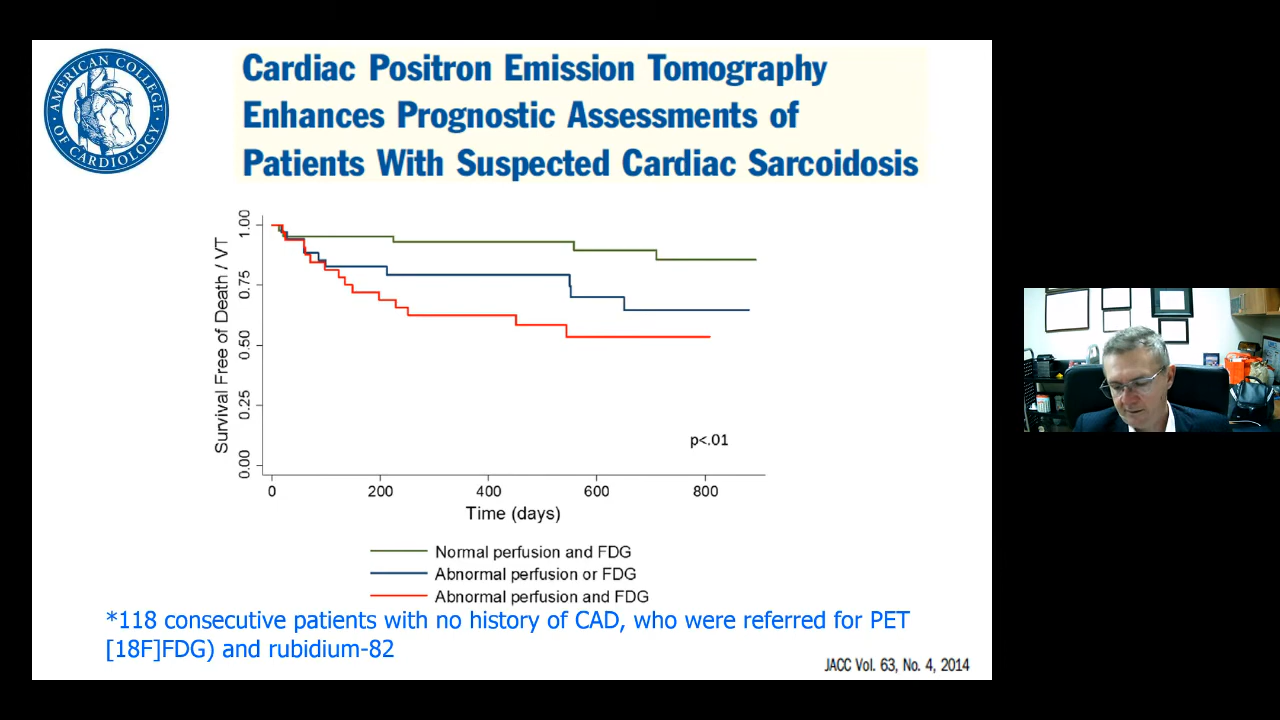 AMERICAN COLLEGE
OF CARDIOLOGY
Cardiac Positron Emission Tomography
Enhances Prognostic Assessments of
Patients With Suspected Cardiac Sarcoidosis
Survival Free of Death / VT
1.00
0.75
0.50
0.25
0.00
p<.01
0 200 400 600 800
Time (days)
Normal perfusion and FDG
Abnormal perfusion or FDG
Abnormal perfusion and FDG
*118 consecutive patients with no history of CAD, who were referred for PET
[18F]FDG) and rubidium-82
JACC Vol. 63, No. 4, 2014